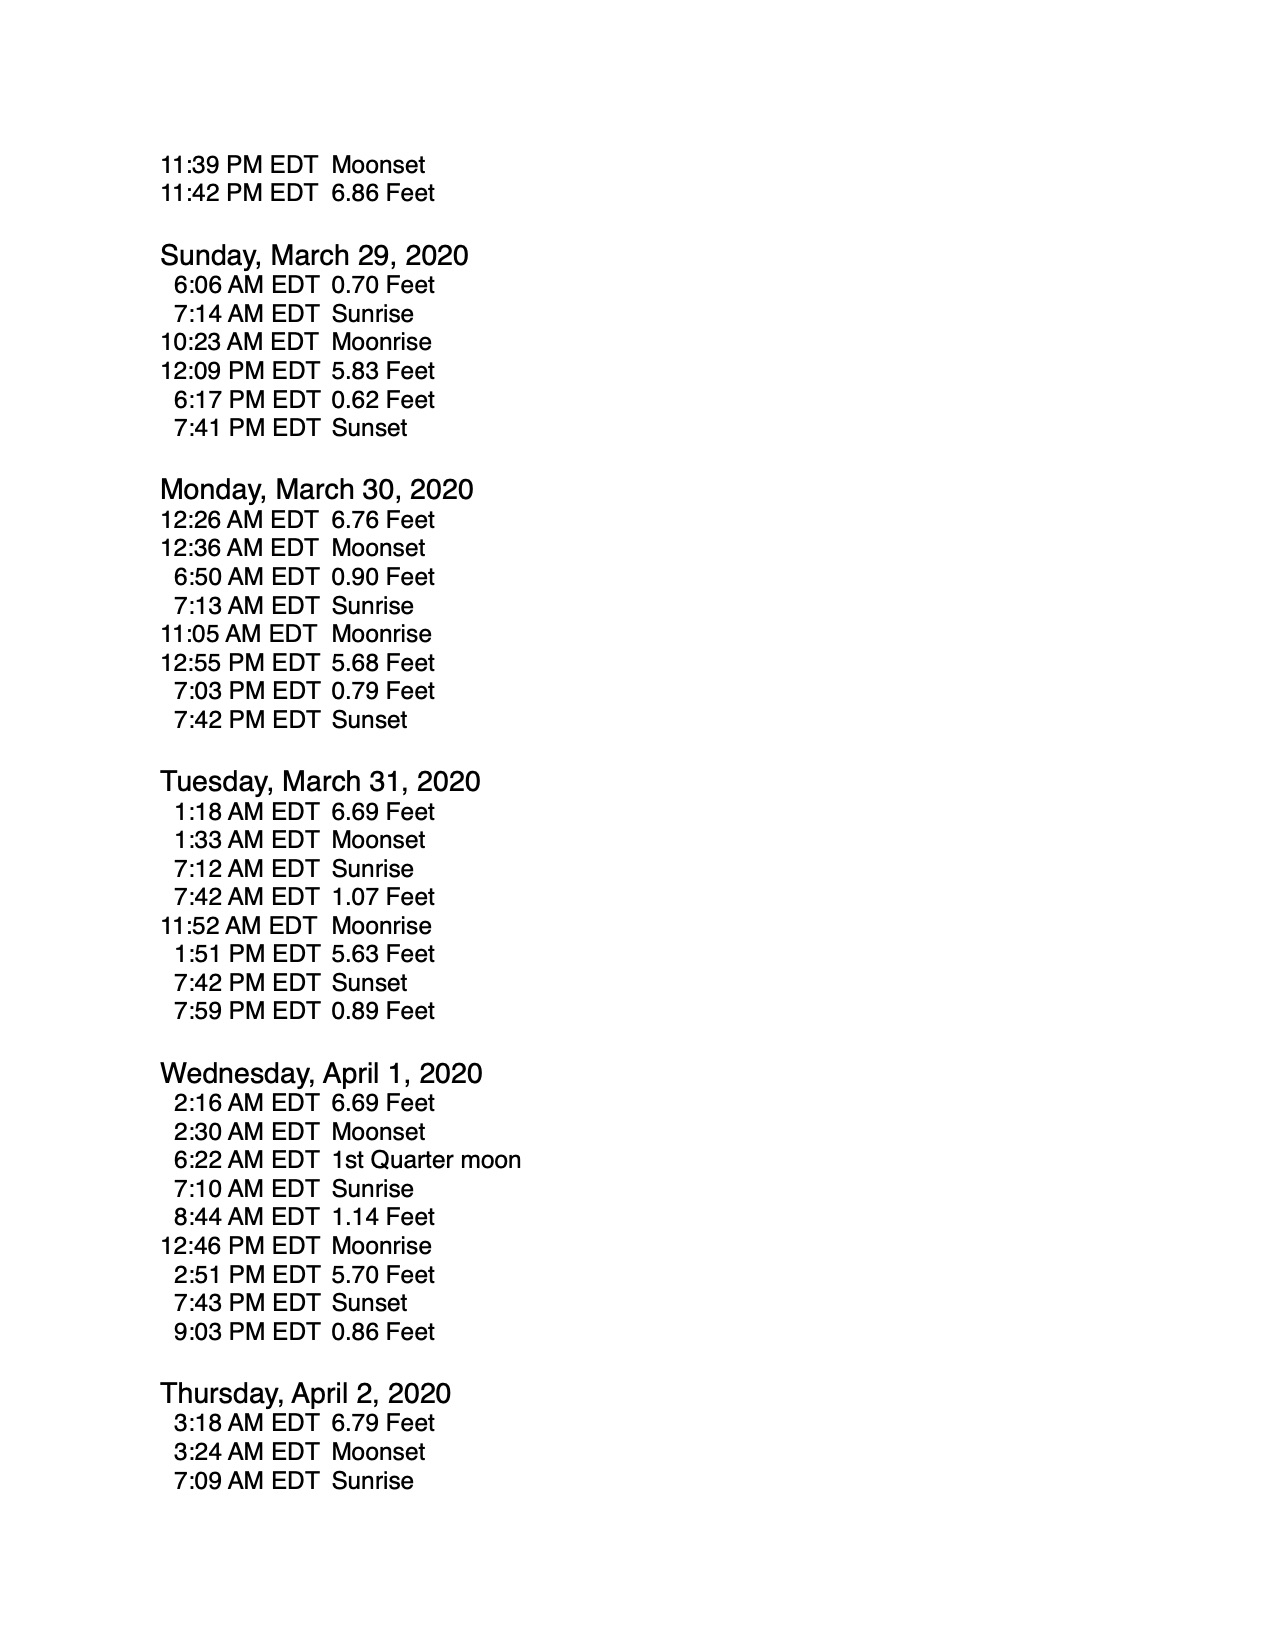 11:39 PM EDT Moonset
11:42 PM EDT 6.86 Feet
Sunday, March 29, 2020
6:06 AM EDT 0.70 Feet
7:14 AM EDT Sunrise
10:23 AM EDT Moonrise
12:09 PM EDT 5.83 Feet
6:17 PM EDT 0.62 Feet
7:41 PM EDT Sunset
Monday, March 30, 2020
12:26 AM EDT 6.76 Feet
12:36 AM EDT Moonset
6:50 AM EDT 0.90 Feet
7:13 AM EDT Sunrise
11:05 AM EDT Moonrise
12:55 PM EDT 5.68 Feet
7:03 PM EDT 0.79 Feet
7:42 PM EDT Sunset
Tuesday, March 31, 2020
1:18 AM EDT 6.69 Feet
1:33 AM EDT Moonset
7:12 AM EDT Sunrise
7:42 AM EDT 1.07 Feet
11:52 AM EDT Moonrise
1:51 PM EDT 5.63 Feet
7:42 PM EDT Sunset
7:59 PM EDT 0.89 Feet
Wednesday, April 1, 2020
2:16 AM EDT 6.69 Feet
2:30 AM EDT Moonset
6:22 AM EDT 1st Quarter moon
7:10 AM EDT Sunrise
8:44 AM EDT 1.14 Feet
12:46 PM EDT Moonrise
2:51 PM EDT 5.70 Feet
7:43 PM EDT Sunset
9:03 PM EDT 0.86 Feet
Thursday, April 2, 2020
3:18 AM EDT 6.79 Feet
3:24 AM EDT Moonset
7:09 AM EDT Sunrise